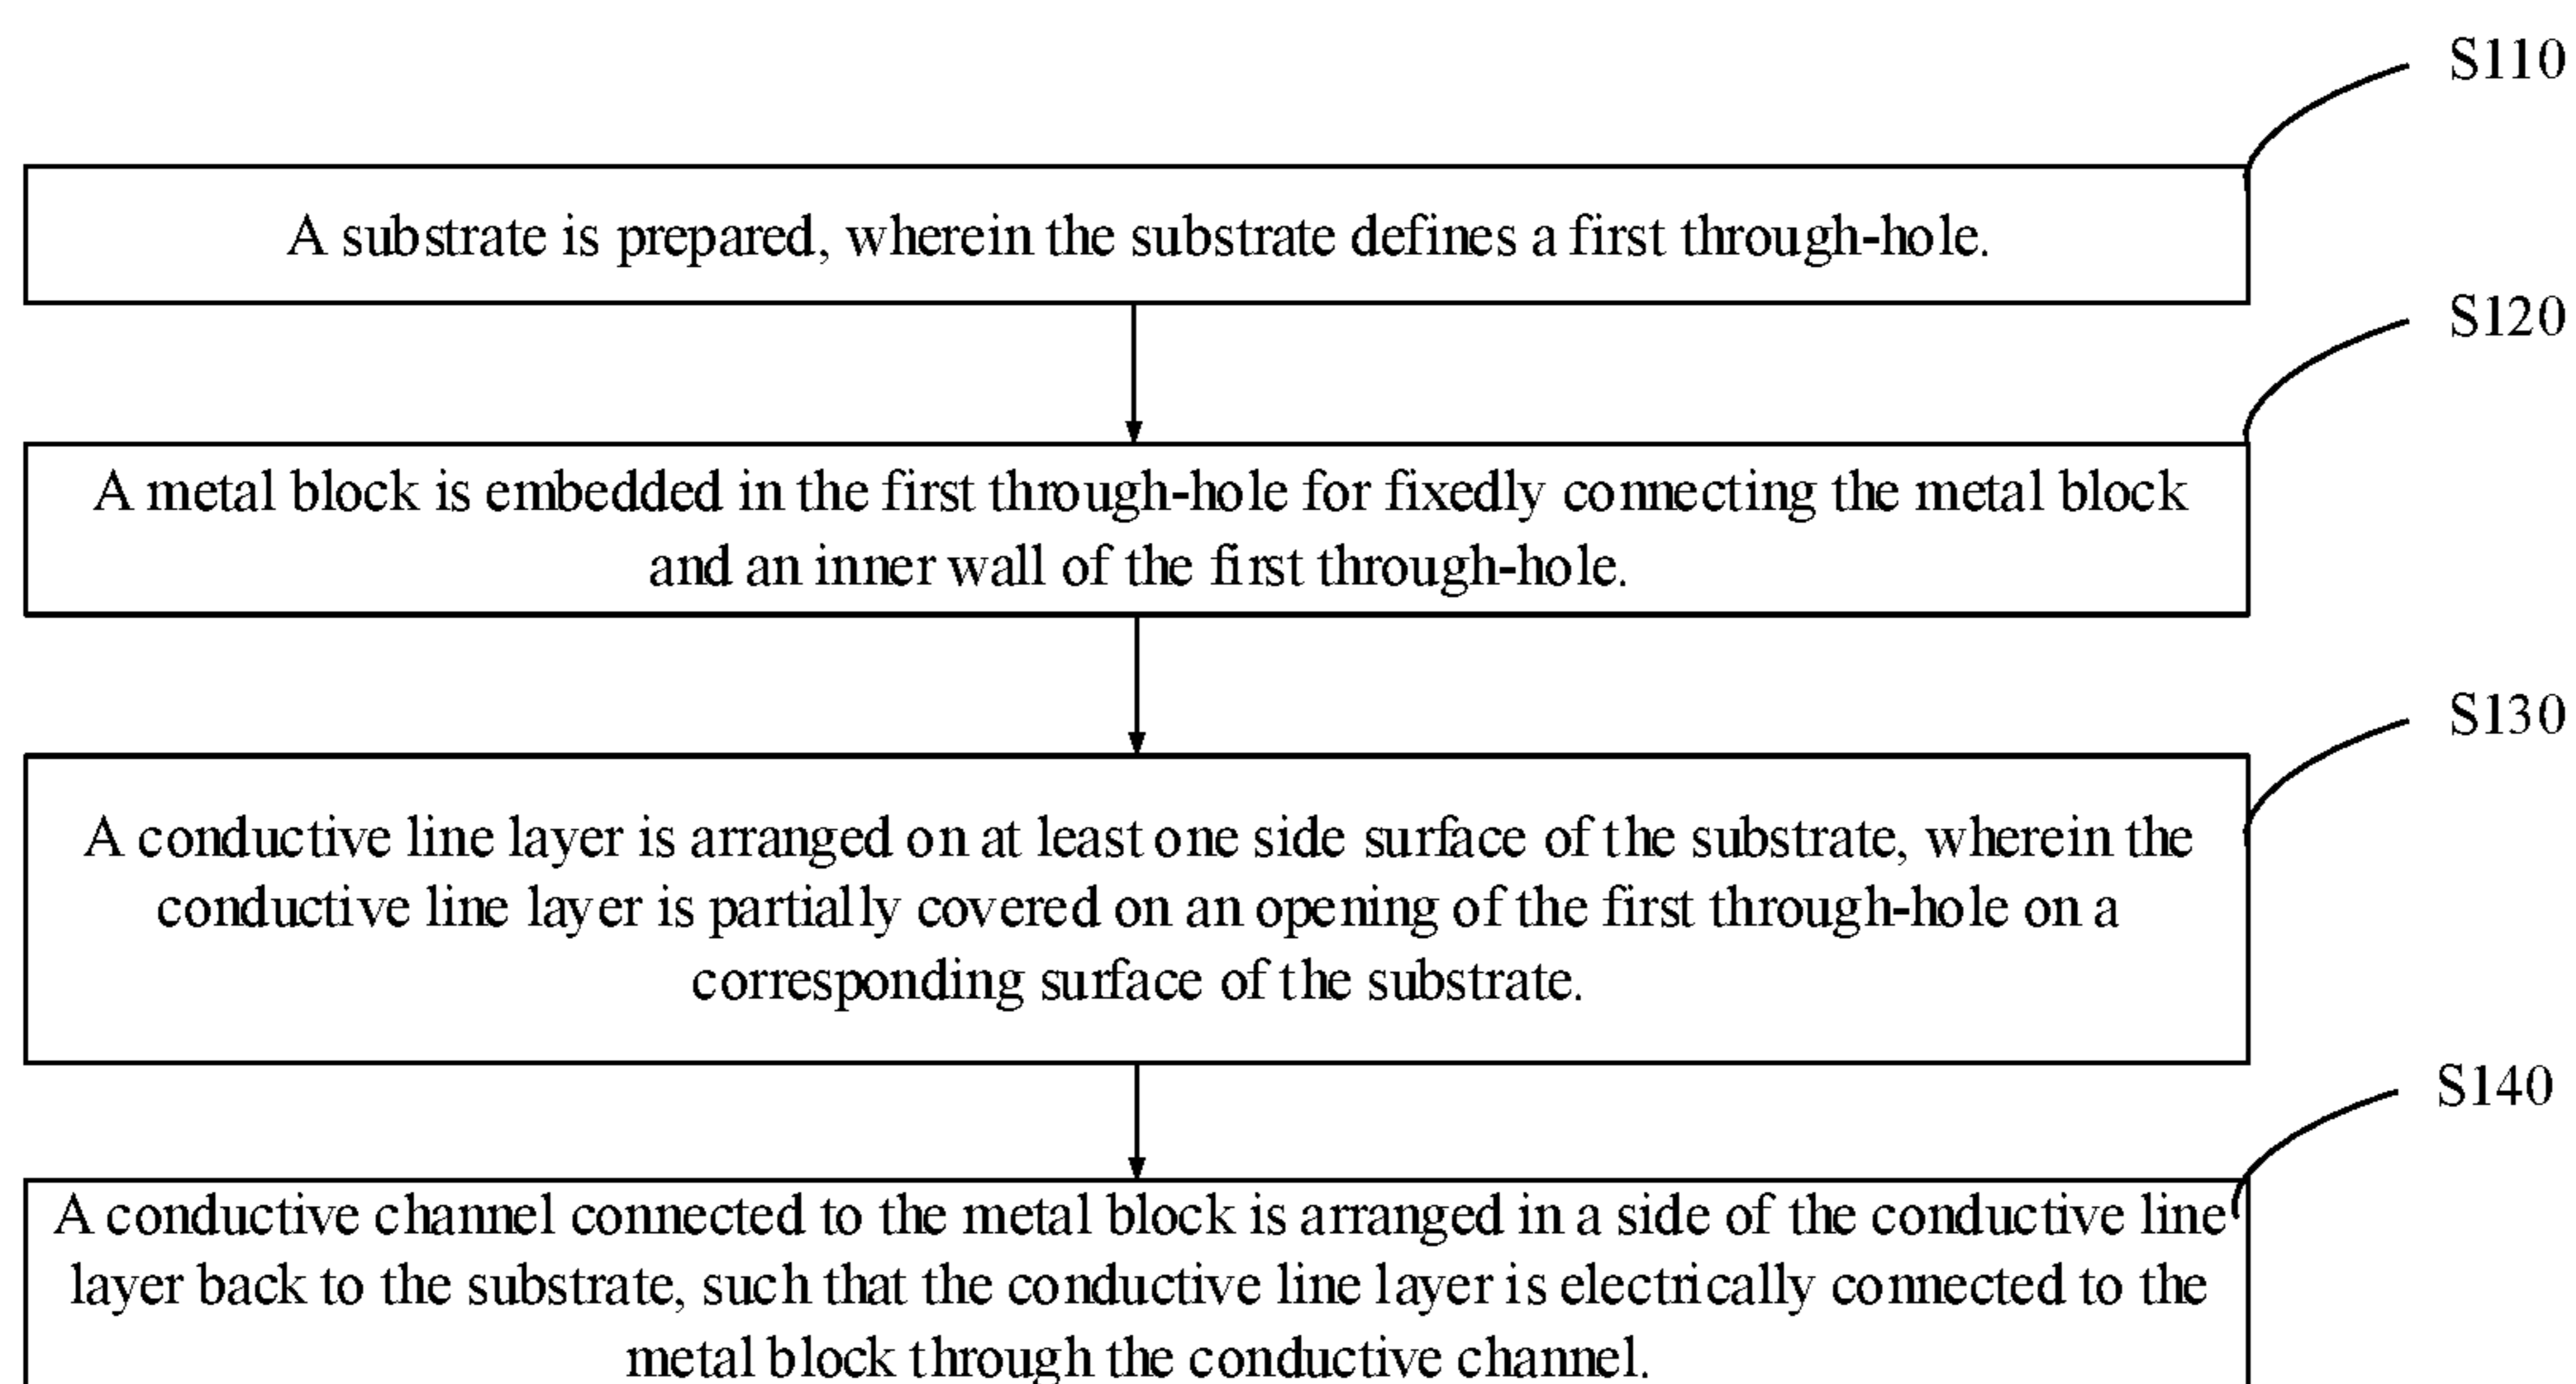 S110
A substrate is prepared, wherein the substrate defines a first through-hole.
S120
A metal block is embedded in the first through-hole for fixedly connecting the metal block
and an inner wall of the first through-hole.
S130
A conductive line layer is arranged on at least one side surface of the substrate, wherein the
conductive line layer is partially covered on an opening of the first through-hole on a
corresponding surface of the substrate.
S140
A conductive channel connected to the metal block is arranged in a side of the conductive line
layer back to the substrate, such that the conductive line layer is electrically connected to the
metal block through the conductive channel.